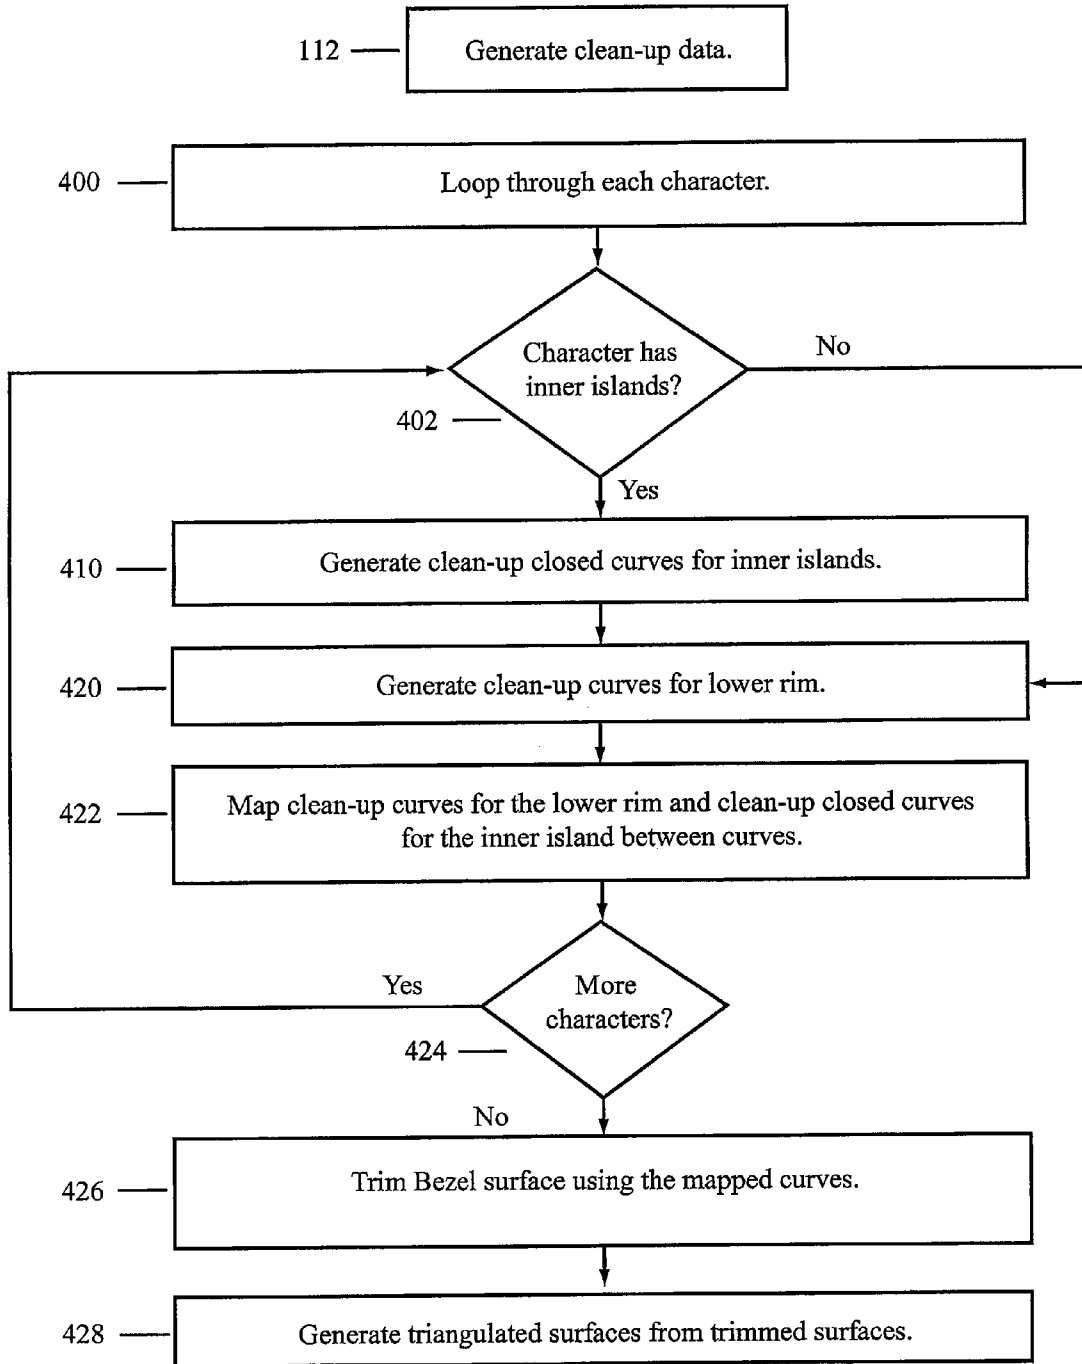 112
Generate clean-up data.
400
Loop through each character.
Character has
inner islands?
No
402
Yes
410
Generate clean-up closed curves for inner islands.
420
Generate clean-up curves for lower rim.
422
Map clean-up curves for the lower rim and clean-up closed curves
for the inner island between curves.
Yes
More
characters?
424
No
426
Trim Bezel surface using the mapped curves.
428
Generate triangulated surfaces from trimmed surfaces.